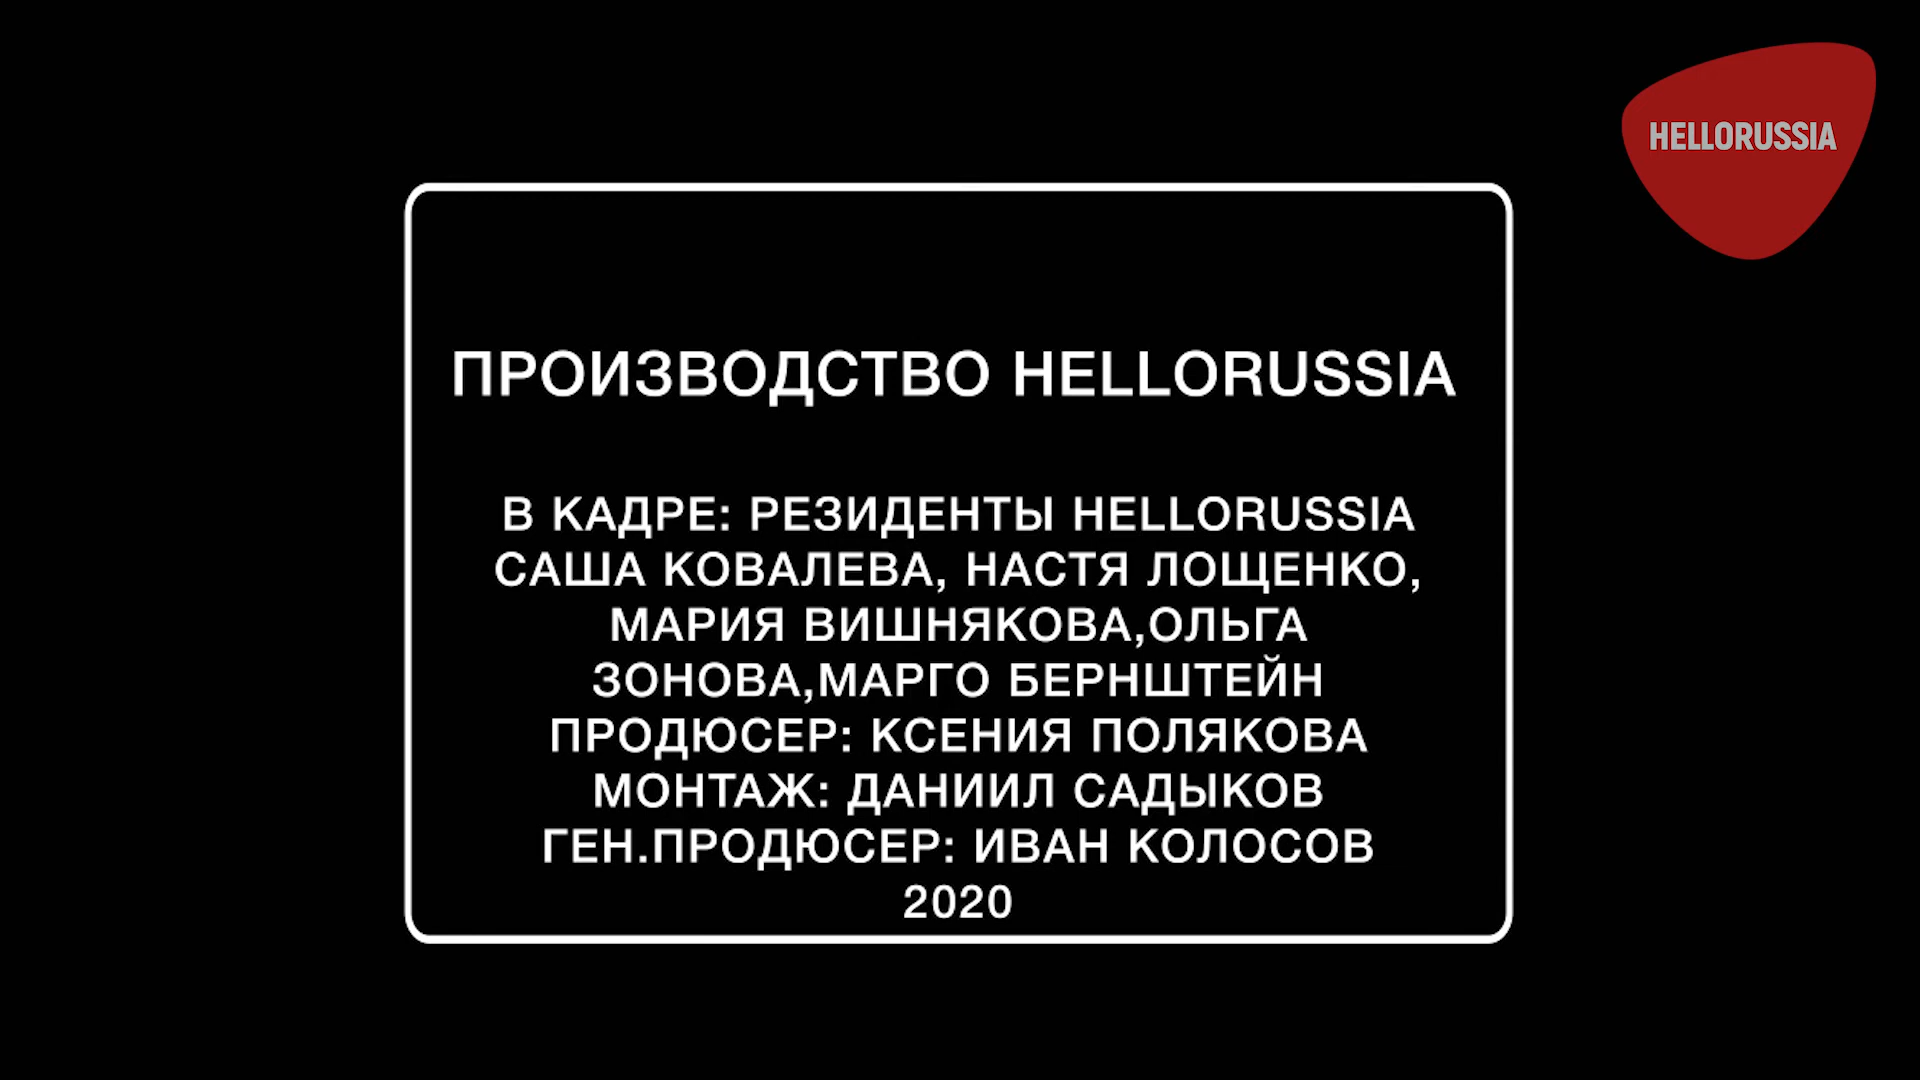 HELLORUSSIA
ПРОИЗВОДСТВО HELLORUSSIA
В КАДРЕ: РЕЗИДЕНТЫ HELLORUSSIA
САША КОВАЛЕВА, НАСТЯ ЛОЩЕНКО,
МАРИЯ ВИШНЯКОВА,ОЛЬГА
ЗОНОВА,МАРГО БЕРНШТЕЙН
ПРОДЮСЕР: КСЕНИЯ ПОЛЯКОВА
МОНТАЖ: ДАНИИЛ САДЫКОВ
ГЕН.ПРОДЮСЕР: ИВАН КОЛОСОВ
2020